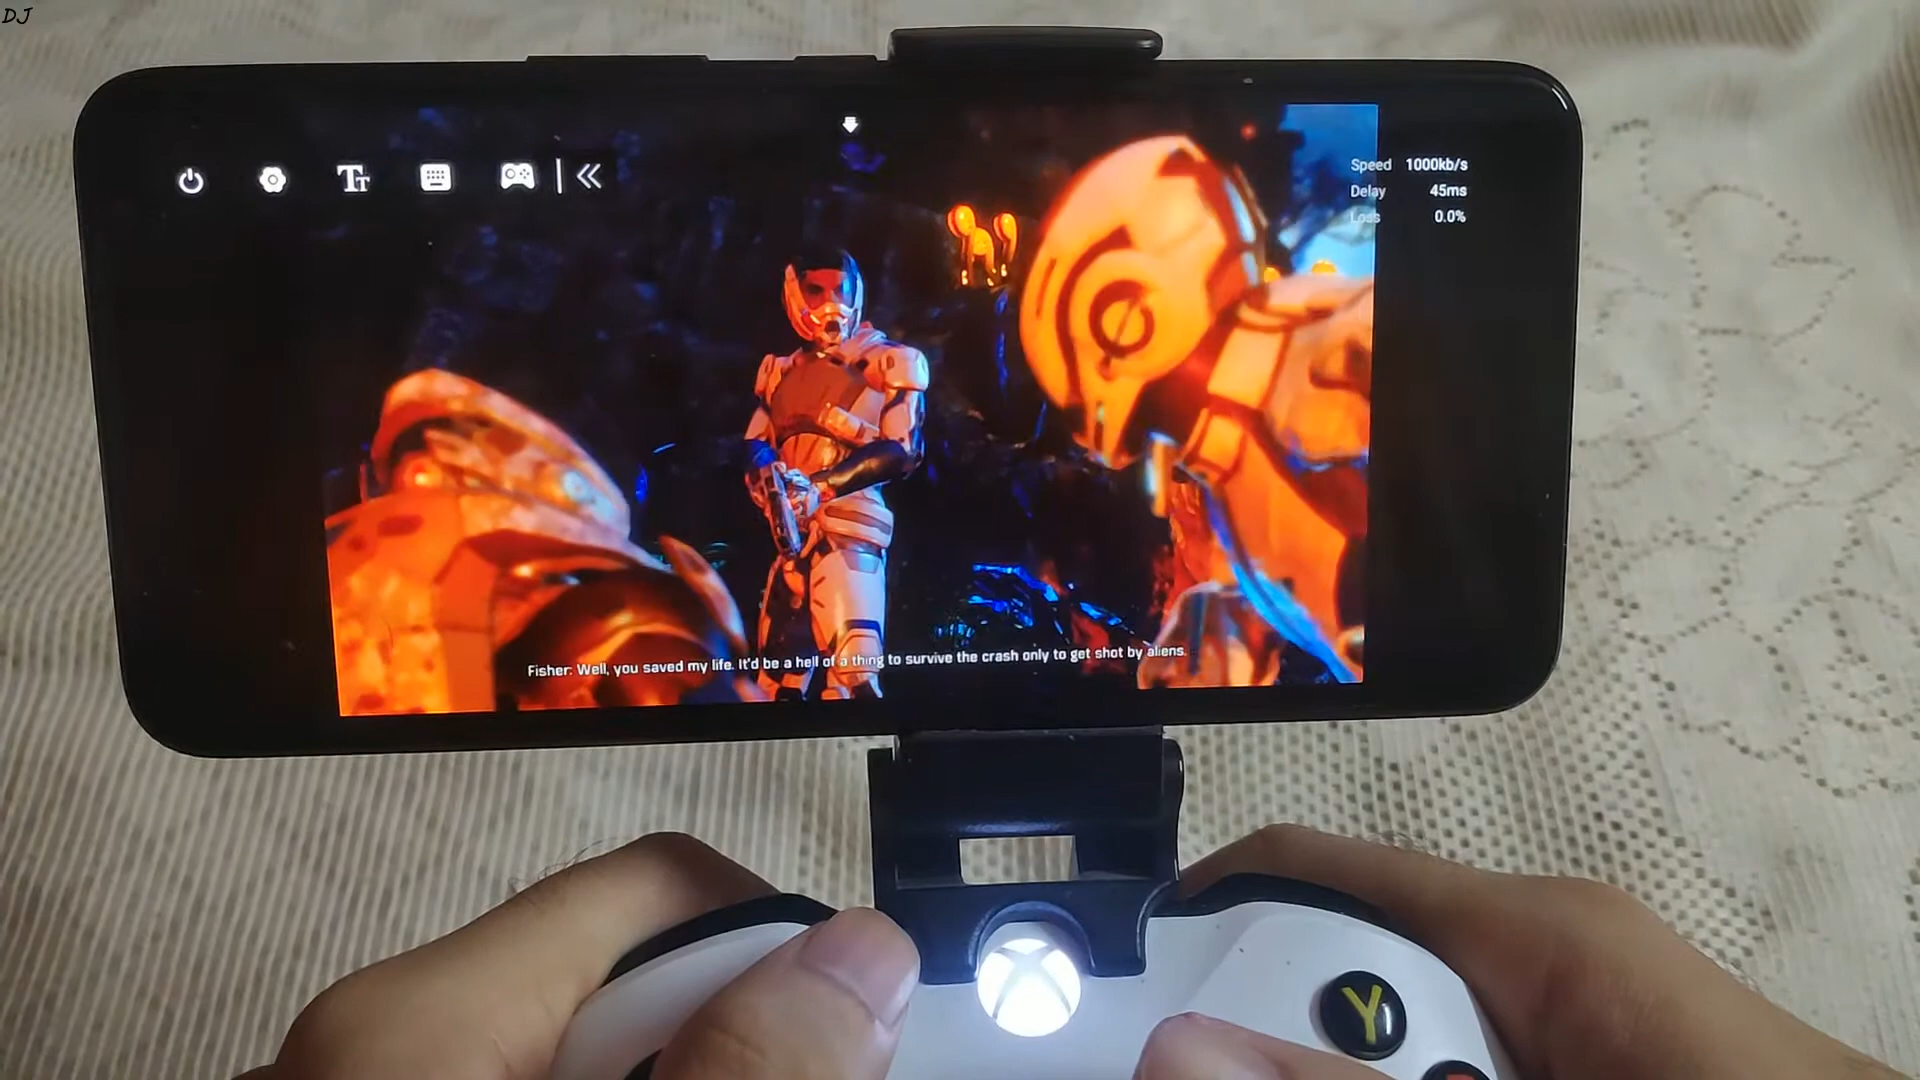 DJ
TT
Speed 1000kb/s
Delay 45ms
Loss 0.0%
Fisher: Well, you saved my life. It'd be a hell of a thing to survive the crash only to get shot by aliens.
Y